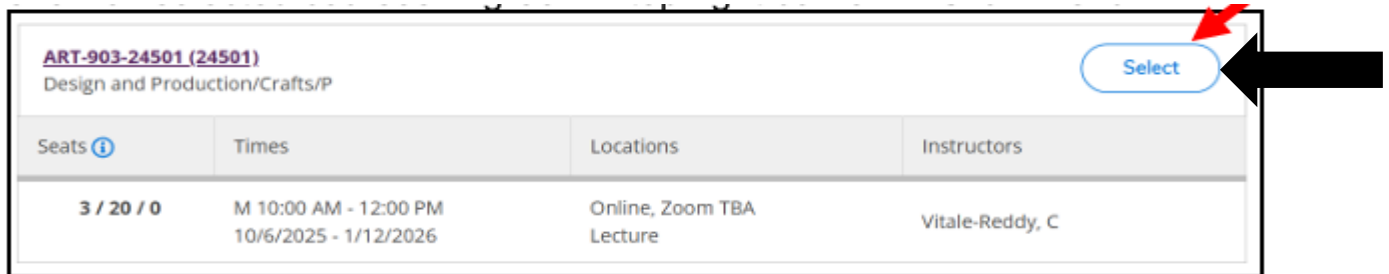 ART-903-24501 (24501)
Design and Production/Crafts/P
Select
Seats Times Locations Instructors
3 / 20 / 0 M 10:00 AM - 12:00 PM Online, Zoom TBA Vitale-Reddy, C
10/6/2025 - 1/12/2026 Lecture